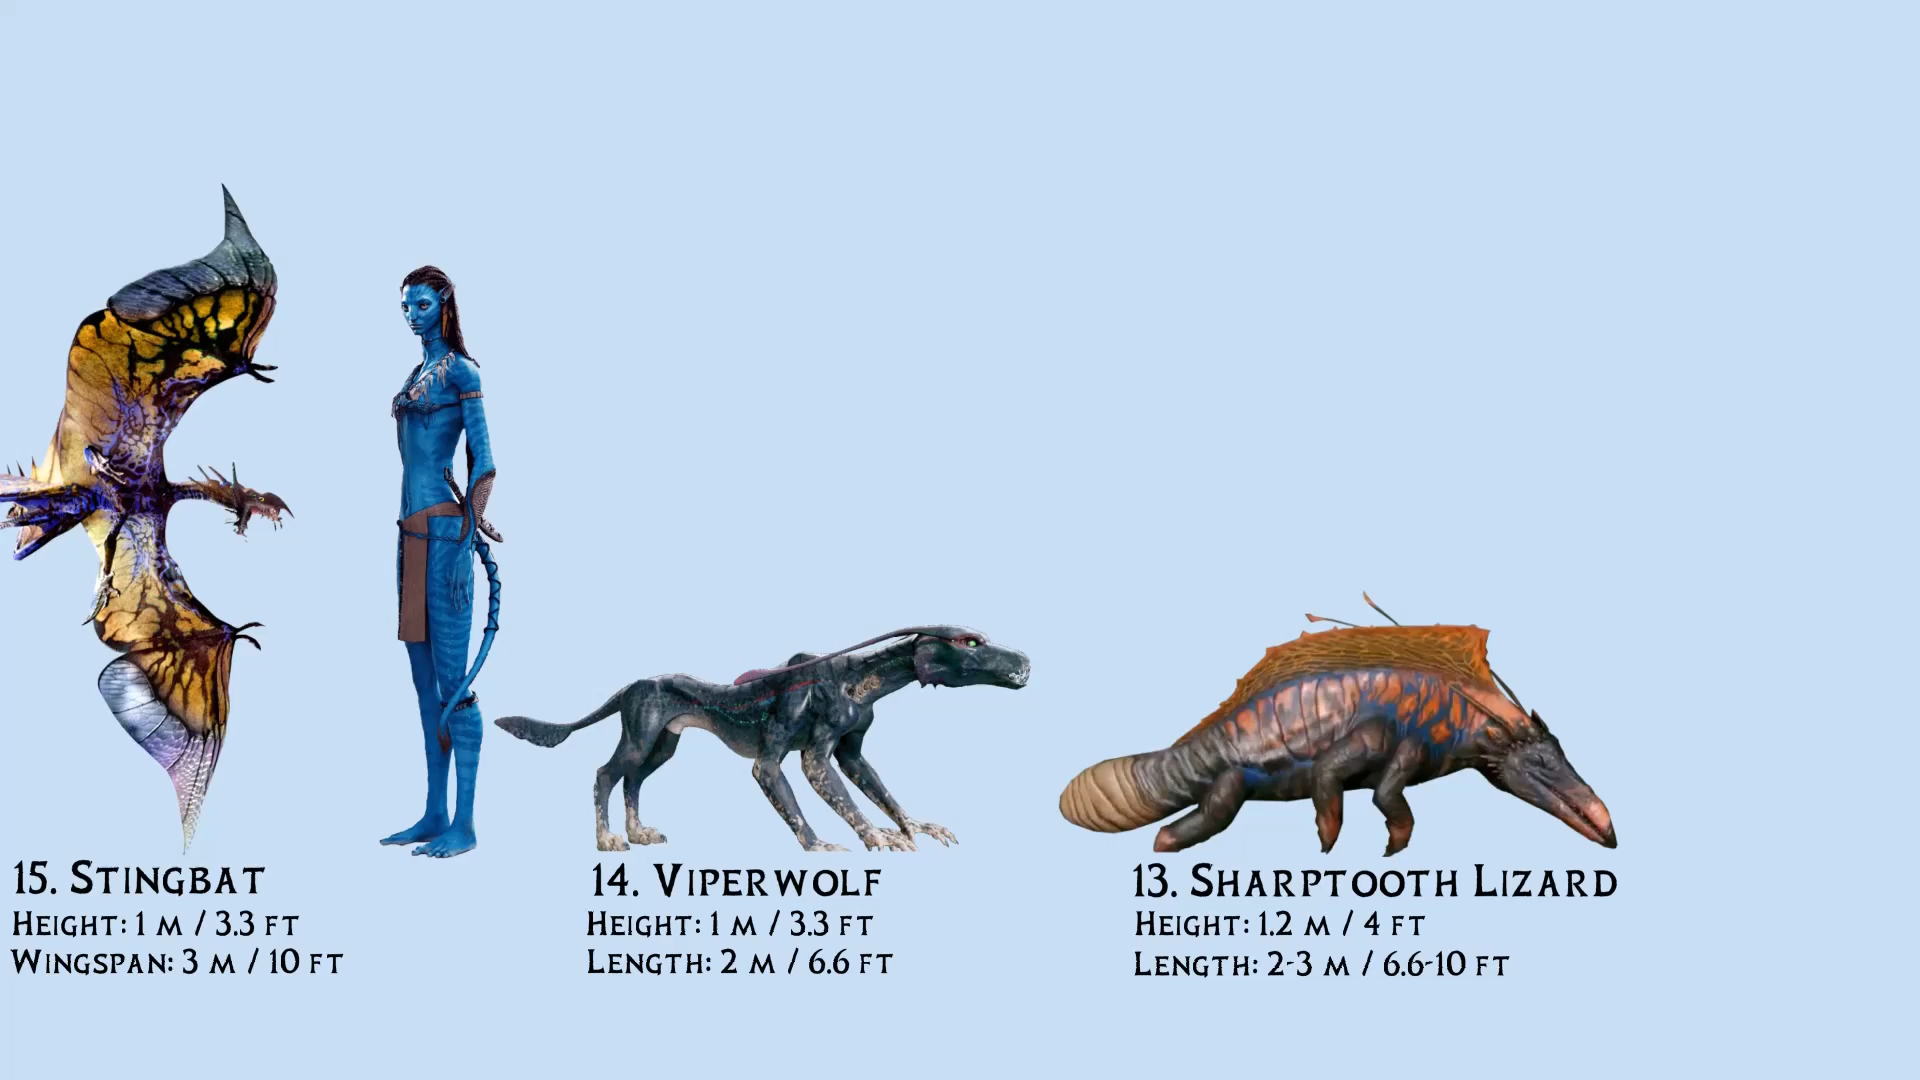 15. Stingbat
Height: 1 m / 3.3 ft
Wingspan: 3 m / 10 ft
14. Viperwolf
Height: 1 m / 3.3 ft
Length: 2 m / 6.6 ft
13. Sharptooth Lizard
Height: 1.2 m / 4 ft
Length: 2-3 m / 6.6-10 ft